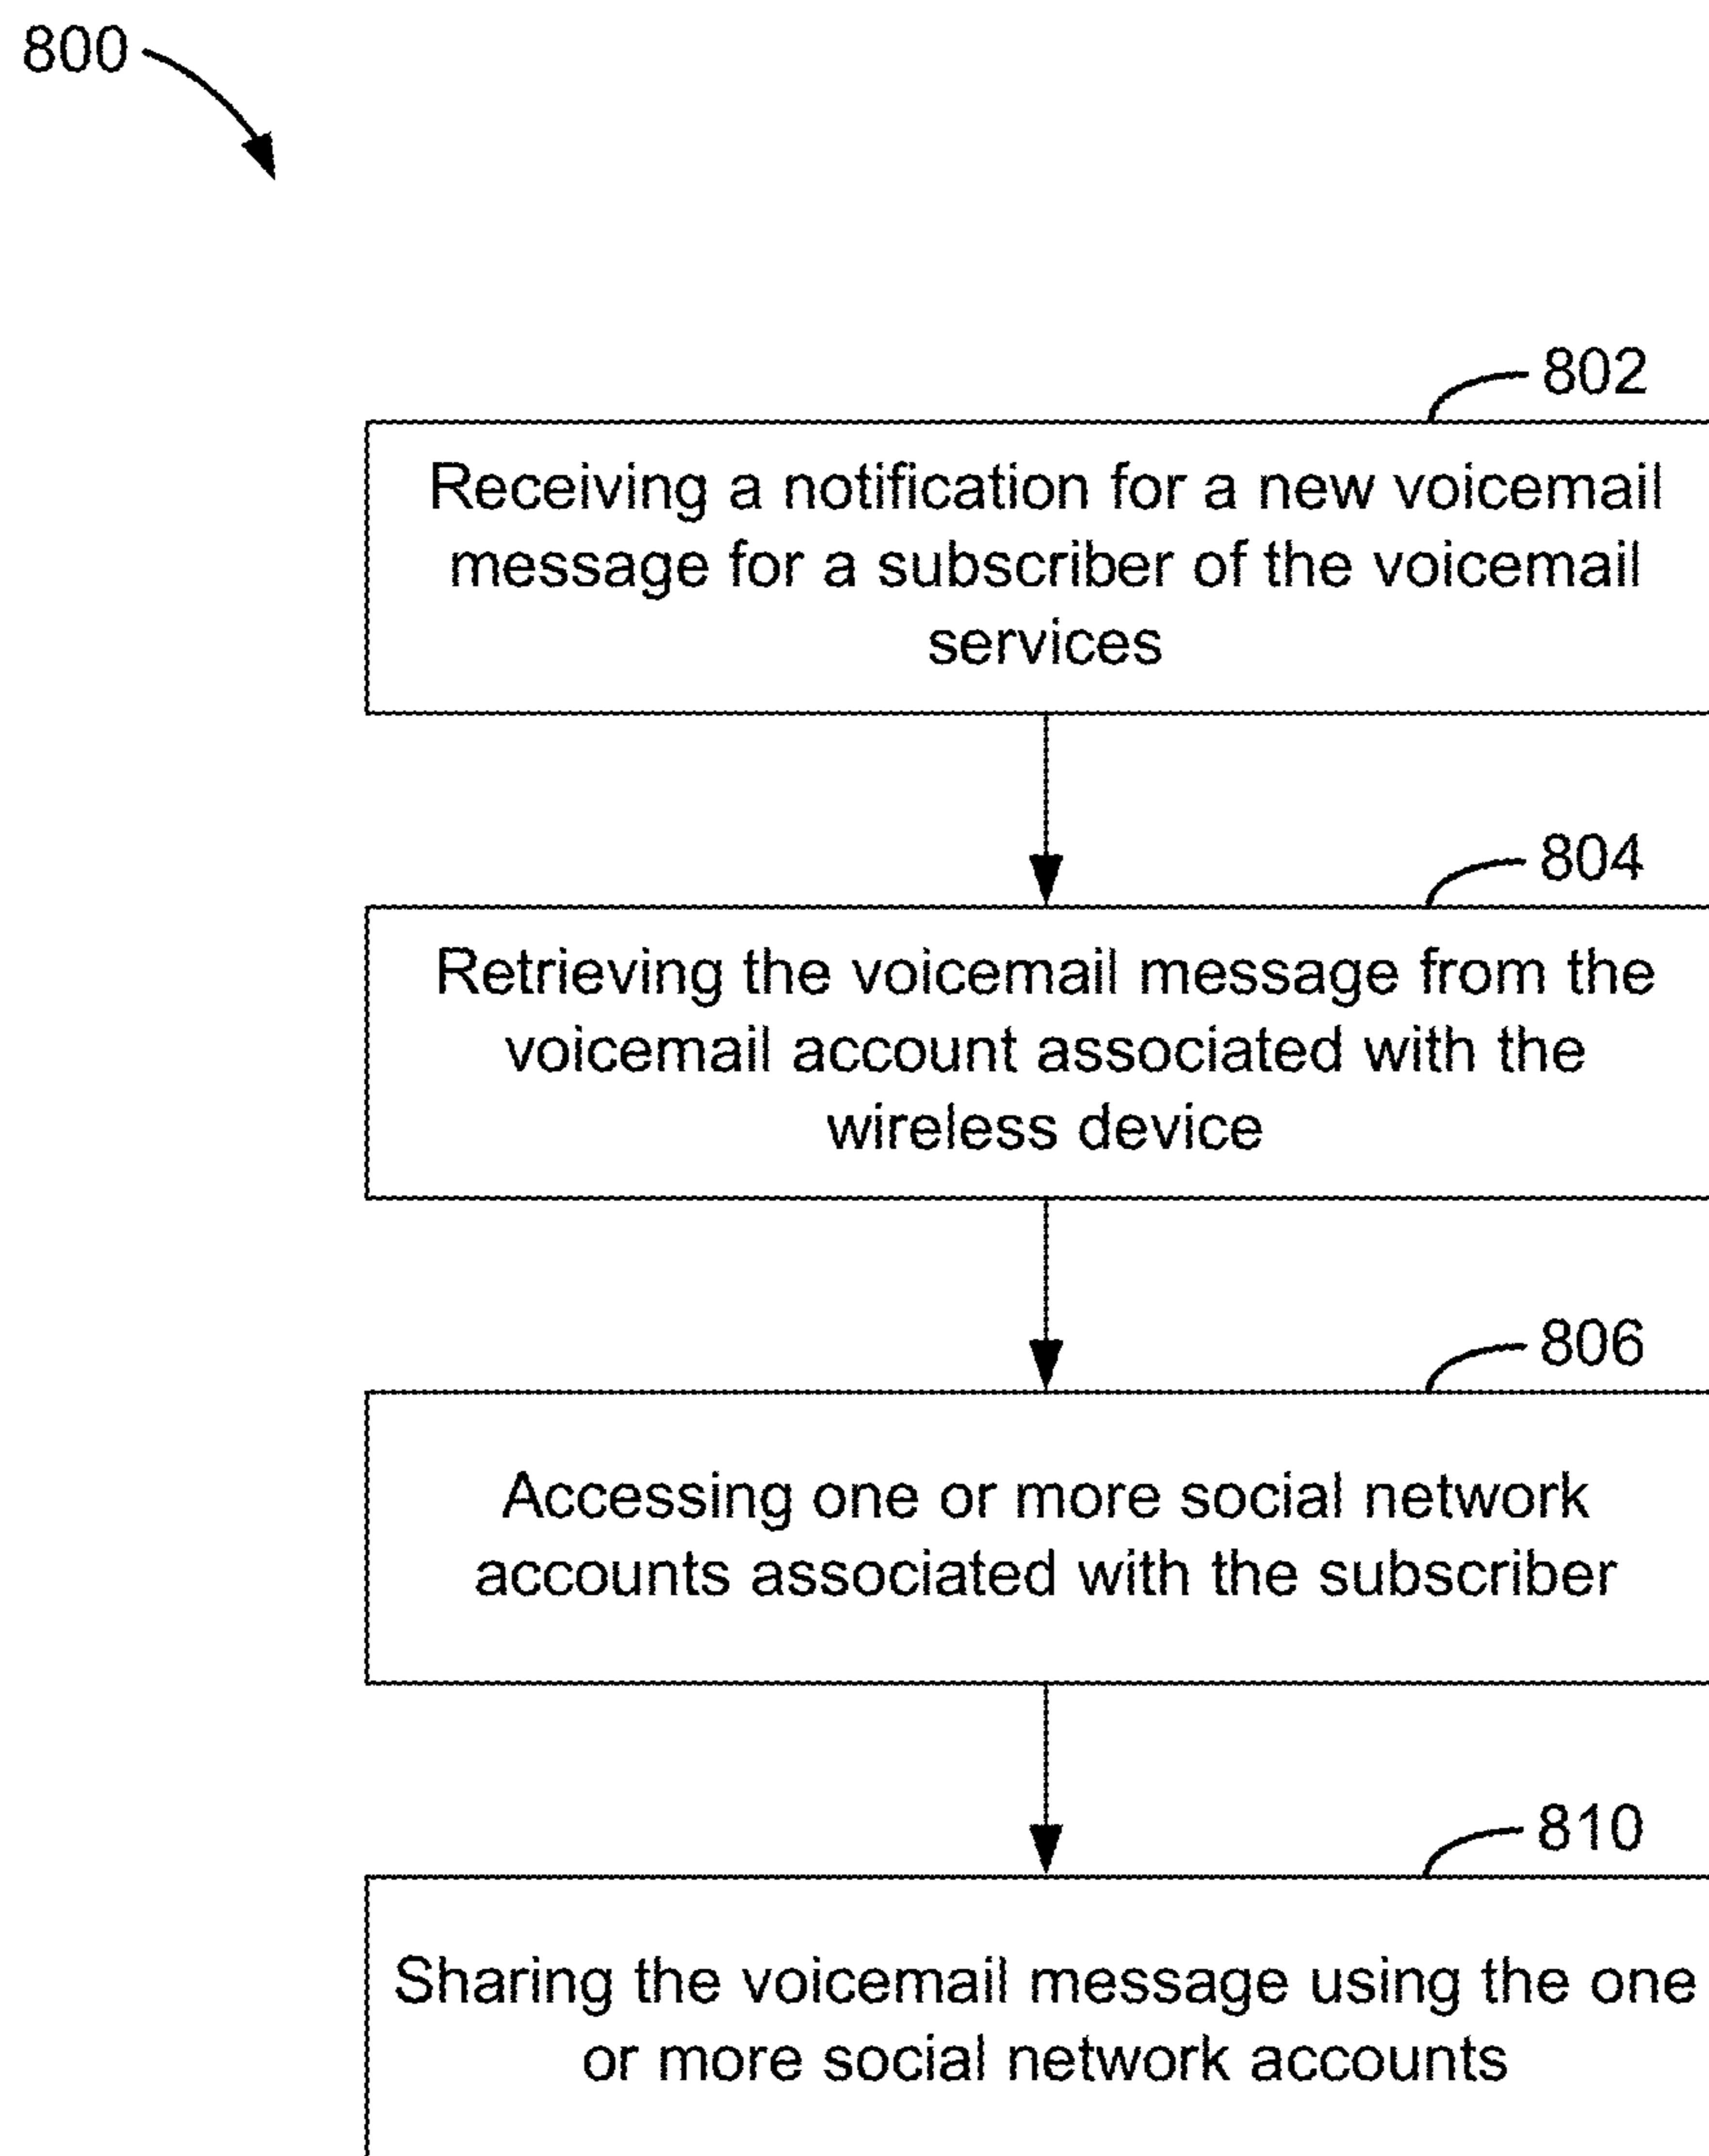 800
802
Receiving a notification for a new voicemail
message for a subscriber of the voicemail
services
804
Retrieving the voicemail message from the
voicemail account associated with the
wireless device
806
Accessing one or more social network
accounts associated with the subscriber
810
Sharing the voicemail message using the one
or more social network accounts